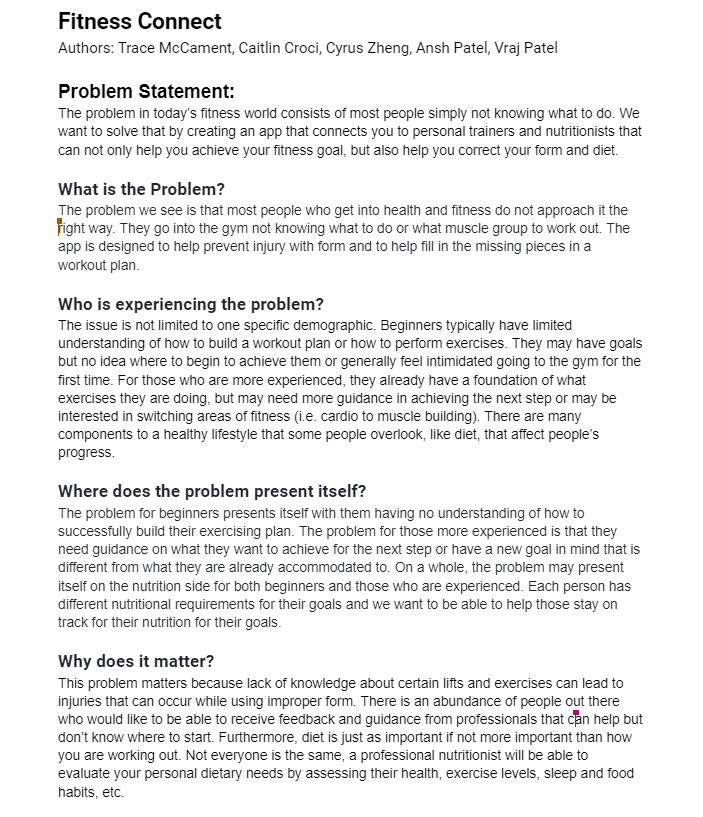 Fitness Connect
Authors: Trace McCament, Caitlin Croci, Cyrus Zheng, Ansh Patel, Vraj Patel
Problem Statement:
The problem in today's fitness world consists of most people simply not knowing what to do. We
want to solve that by creating an app that connects you to personal trainers and nutritionists that
can not only help you achieve your fitness goal, but also help you correct your form and diet.
What is the Problem?
The problem we see is that most people who get into health and fitness do not approach it the
right way. They go into the gym not knowing what to do or what muscle group to work out. The
app is designed to help prevent injury with form and to help fill in the missing pieces in a
workout plan.
Who is experiencing the problem?
The issue is not limited to one specific demographic. Beginners typically have limited
understanding of how to build a workout plan or how to perform exercises. They may have goals
but no idea where to begin to achieve them or generally feel intimidated going to the gym for the
first time. For those who are more experienced, they already have a foundation of what
exercises they are doing, but may need more guidance in achieving the next step or may be
interested in switching areas of fitness (i.e. cardio to muscle building). There are many
components to a healthy lifestyle that some people overlook, like diet, that affect people's
progress.
Where does the problem present itself?
The problem for beginners presents itself with them having no understanding of how to
successfully build their exercising plan. The problem for those more experienced is that they
need guidance on what they want to achieve for the next step or have a new goal in mind that is
different from what they are already accommodated to. On a whole, the problem may present
itself on the nutrition side for both beginners and those who are experienced. Each person has
different nutritional requirements for their goals and we want to be able to help those stay on
track for their nutrition for their goals.
Why does it matter?
This problem matters because lack of knowledge about certain lifts and exercises can lead to
injuries that can occur while using improper form. There is an abundance of people out there
who would like to be able to receive feedback and guidance from professionals that can help but
don't know where to start. Furthermore, diet is just as important if not more important than how
you are working out. Not everyone is the same, a professional nutritionist will be able to
evaluate your personal dietary needs by assessing their health, exercise levels, sleep and food
habits, etc.